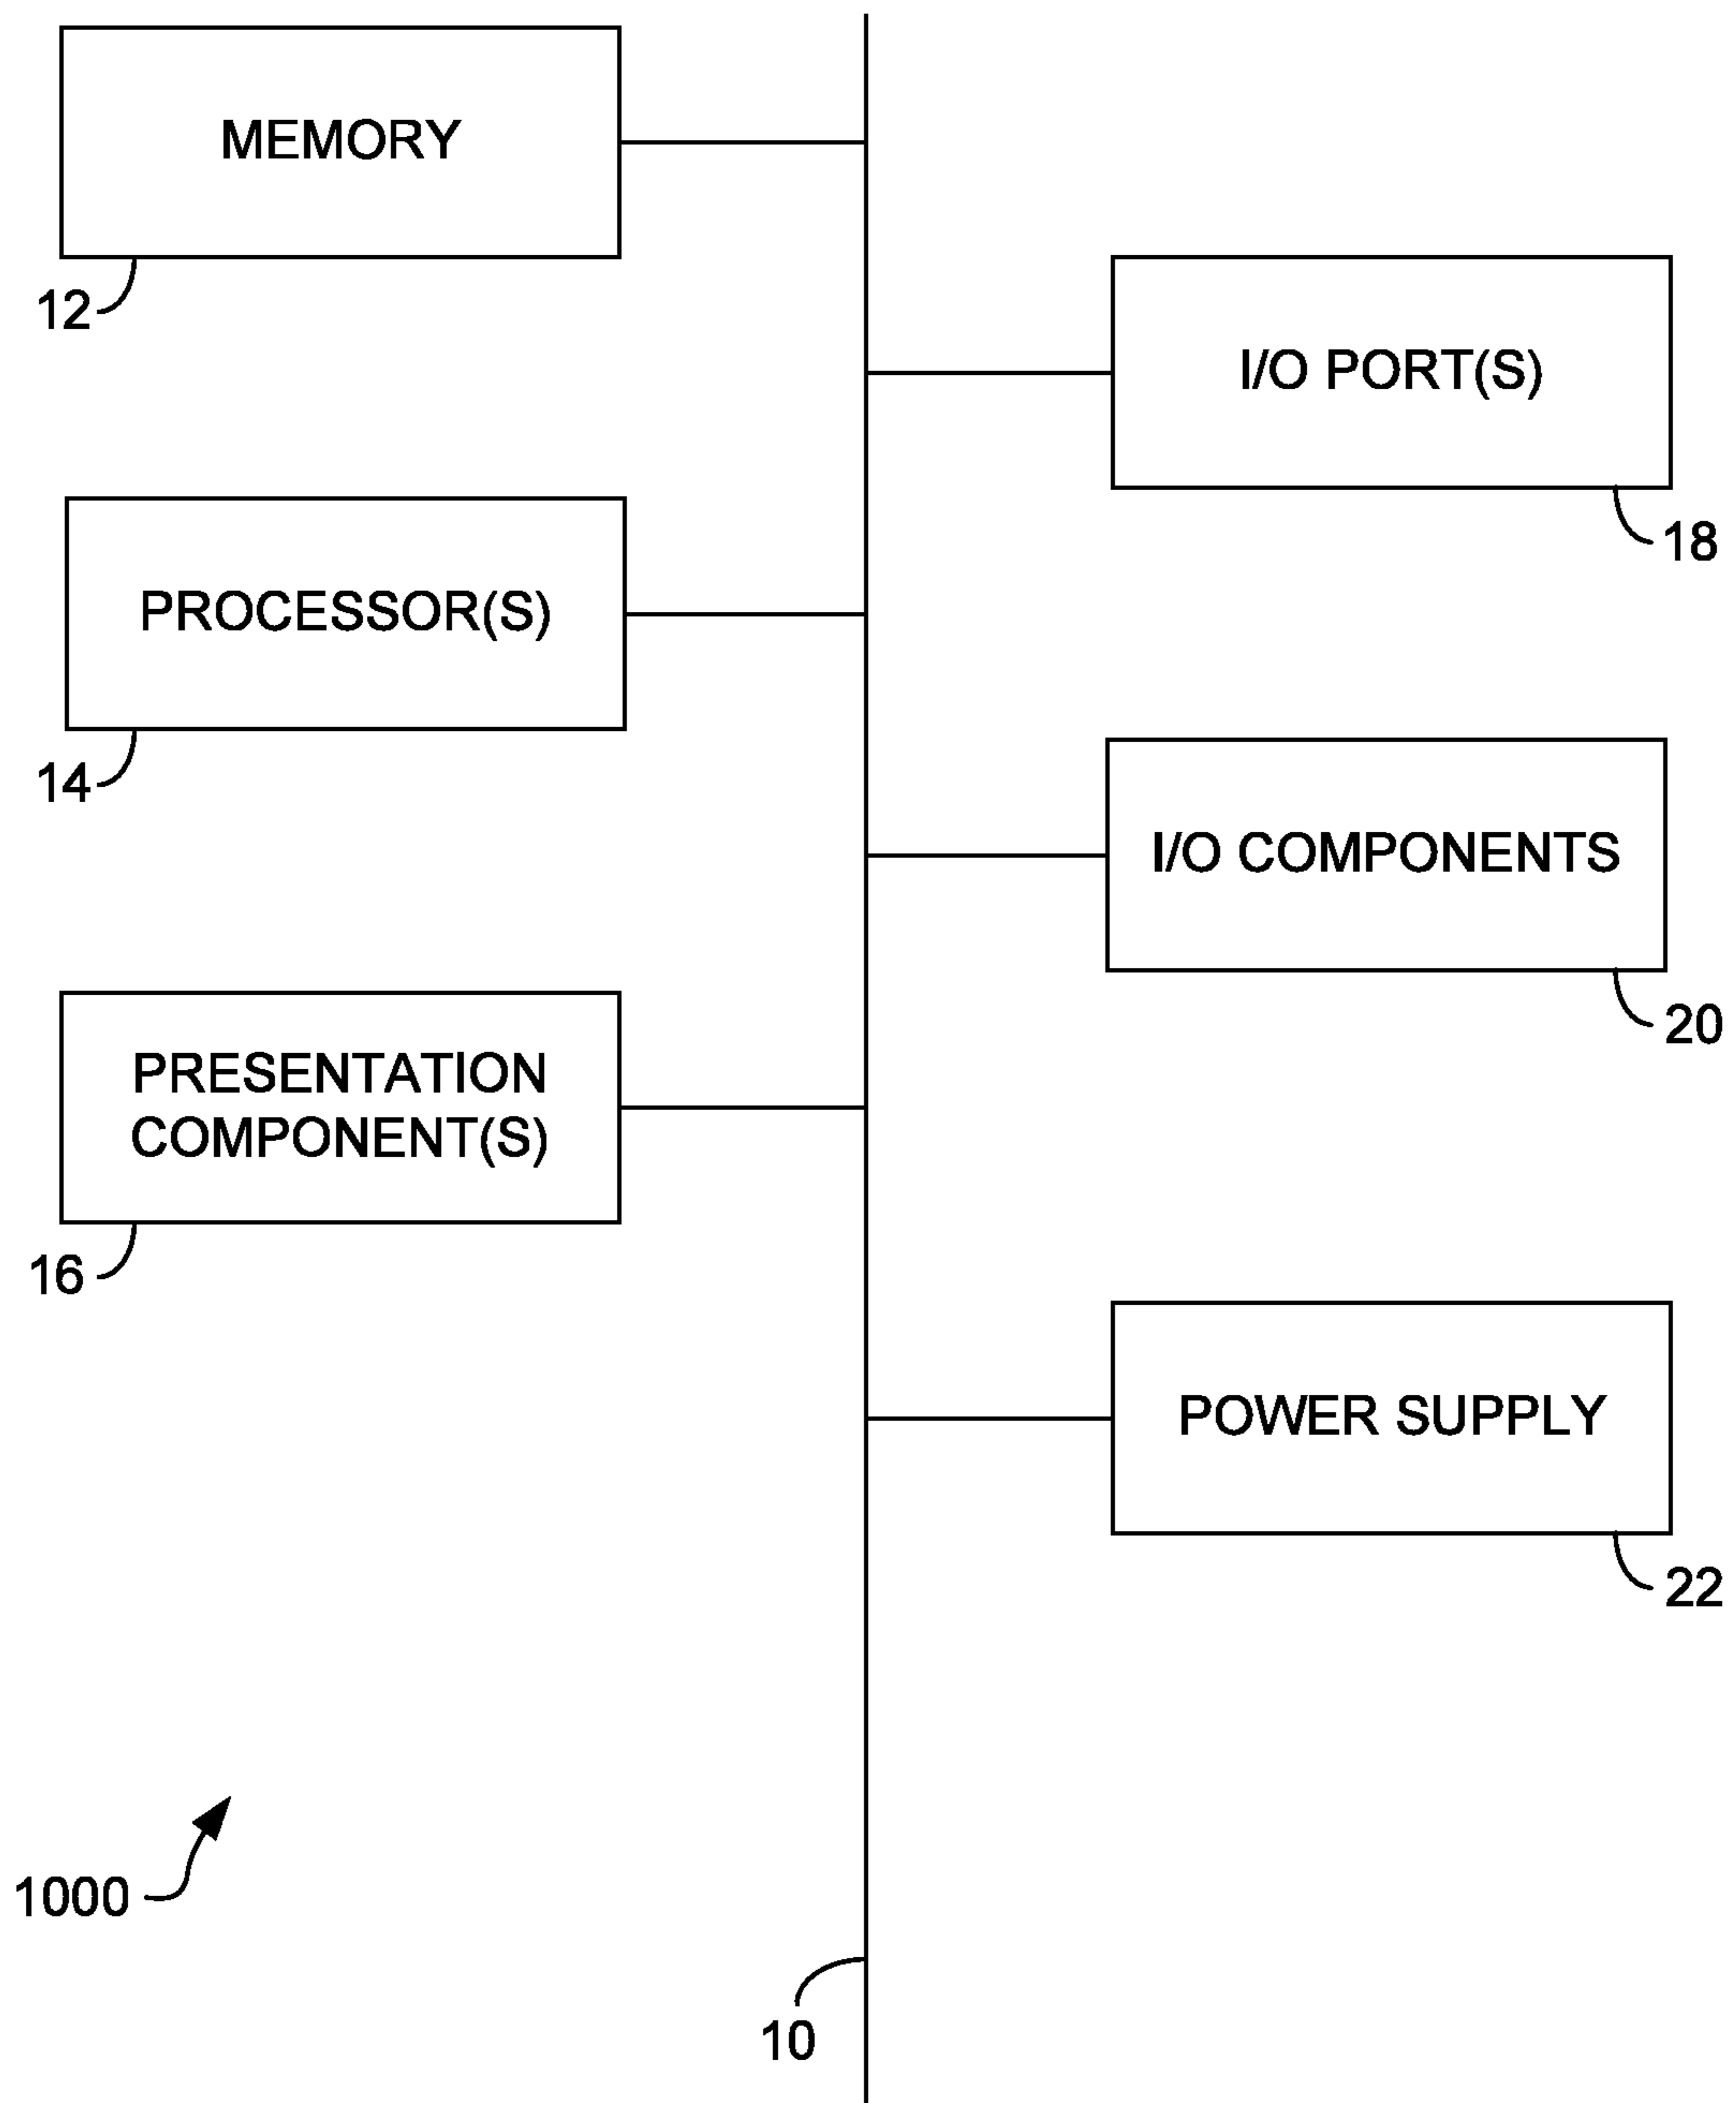 MEMORY
12
I/O PORT(S)
18
PROCESSOR(S)
14
I/O COMPONENTS
20
PRESENTATION
COMPONENT(S)
16
POWER SUPPLY
22
1000
10